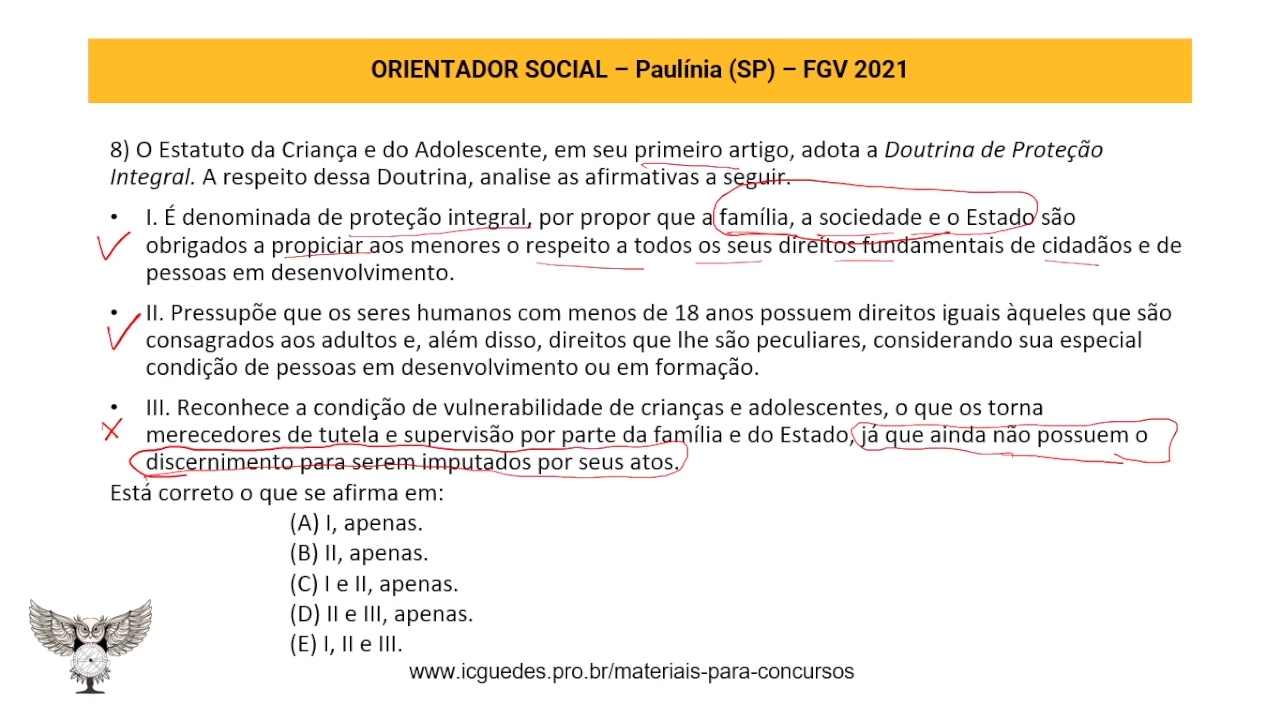 ORIENTADOR SOCIAL – Paulínia (SP) – FGV 2021
8) O Estatuto da Criança e do Adolescente, em seu primeiro artigo, adota a Doutrina de Proteção
Integral. A respeito dessa Doutrina, analise as afirmativas a seguir.
• I. É denominada de proteção integral, por propor que a família, a sociedade e o Estado são
obrigados a propiciar aos menores o respeito a todos os seus direitos fundamentais de cidadãos e de
pessoas em desenvolvimento.
• II. Pressupõe que os seres humanos com menos de 18 anos possuem direitos iguais àqueles que são
consagrados aos adultos e, além disso, direitos que lhe são peculiares, considerando sua especial
condição de pessoas em desenvolvimento ou em formação.
• III. Reconhece a condição de vulnerabilidade de crianças e adolescentes, o que os torna
merecedores de tutela e supervisão por parte da família e do Estado, já que ainda não possuem o
discernimento para serem imputados por seus atos.
Está correto o que se afirma em:
(A) I, apenas.
(B) II, apenas.
(C) I e II, apenas.
(D) II e III, apenas.
(E) I, II e III.
www.icguedes.pro.br/materiais-para-concursos